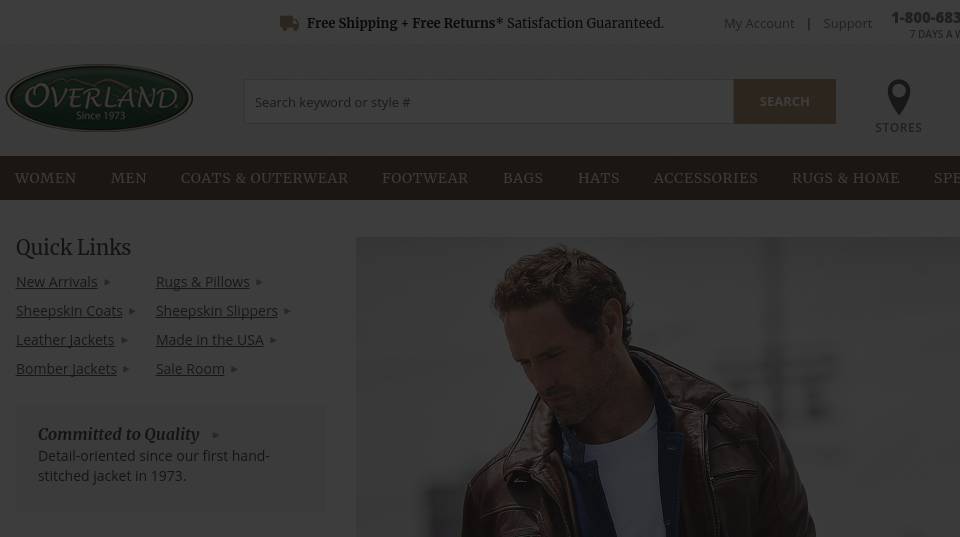 Free Shipping + Free Returns* Satisfaction Guaranteed.
My Account | Support
1-800-683
7 DAYS A W
OVERLAND
Since 1973
Search keyword or style #
SEARCH
STORES
WOMEN MEN COATS & OUTERWEAR FOOTWEAR BAGS HATS ACCESSORIES RUGS & HOME SPE
Quick Links
New Arrivals Rugs & Pillows
Sheepskin Coats Sheepskin Slippers
Leather Jackets Made in the USA
Bomber Jackets Sale Room
Committed to Quality
Detail-oriented since our first hand-
stitched jacket in 1973.